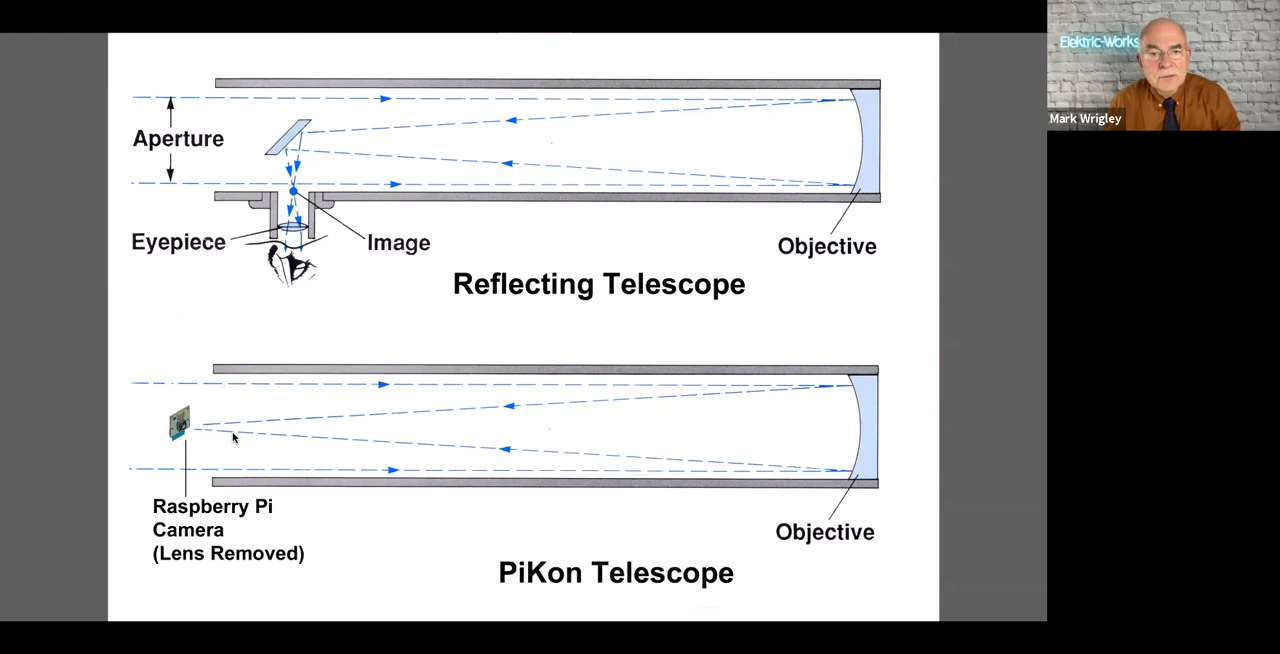 Elektric-Works
Mark Wrigley
Aperture
Eyepiece
Image
Objective
Reflecting Telescope
Raspberry Pi
Camera
(Lens Removed)
Objective
PiKon Telescope